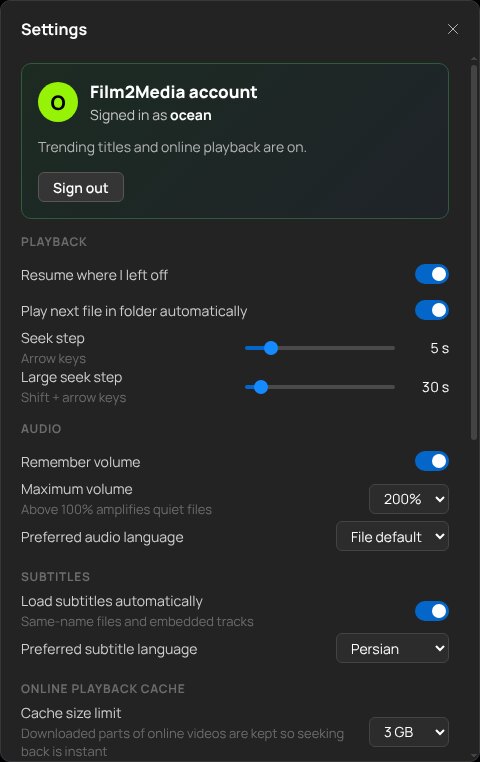 Settings
O
Film2Media account
Signed in as ocean
Trending titles and online playback are on.
Sign out
PLAYBACK
Resume where I left off
Play next file in folder automatically
Seek step
Arrow keys
5 s
Large seek step
Shift + arrow keys
30 s
AUDIO
Remember volume
Maximum volume
Above 100% amplifies quiet files
200%
Preferred audio language
File default
SUBTITLES
Load subtitles automatically
Same-name files and embedded tracks
Preferred subtitle language
Persian
ONLINE PLAYBACK CACHE
Cache size limit
Downloaded parts of online videos are kept so seeking
back is instant
3 GB